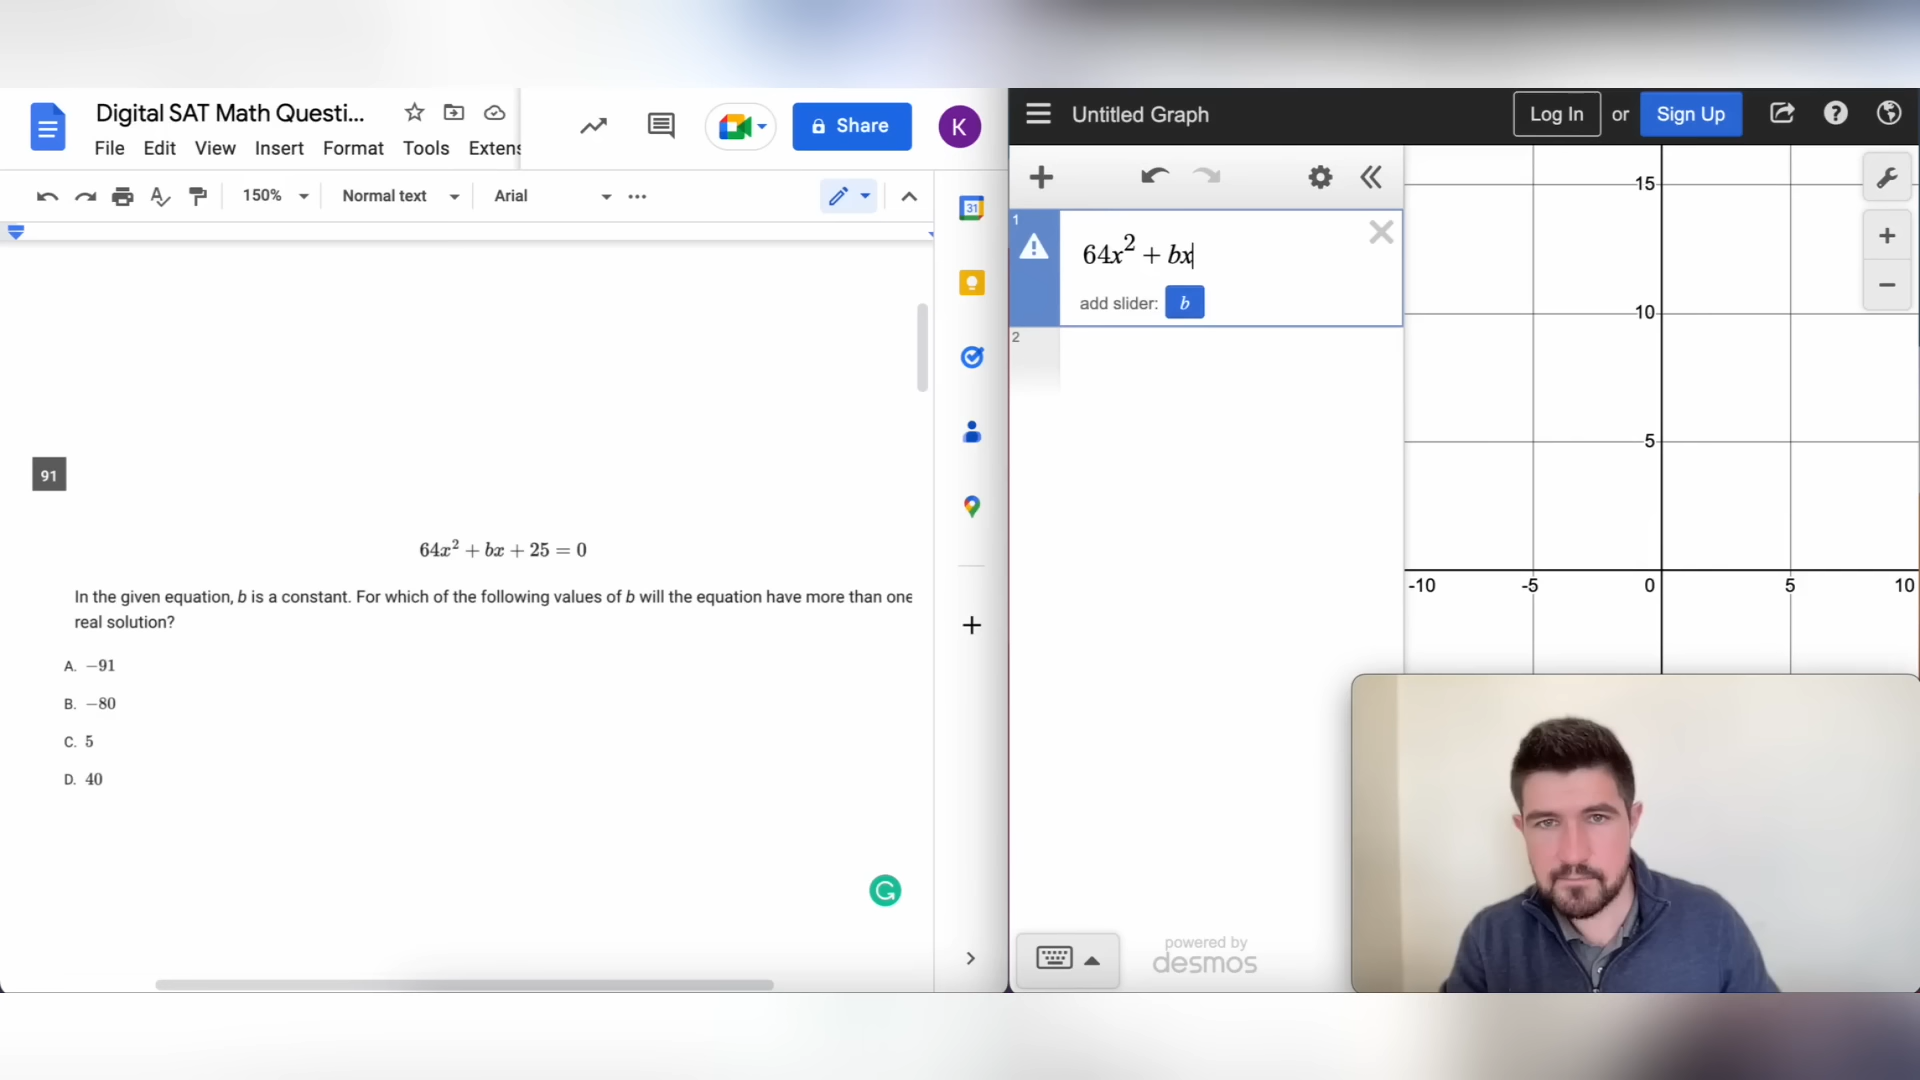 Digital SAT Math Questi...
File Edit View Insert Format Tools Extens
Share
K
150% Normal text Arial
31
91
64x² + bx + 25 = 0
In the given equation, b is a constant. For which of the following values of b will the equation have more than one
real solution?
A. −91
B. −80
C. 5
D. 40
Untitled Graph
Log In or Sign Up
1
64x² + bx
add slider: b
2
15
10
5
-10 -5 0 5 10
powered by
desmos